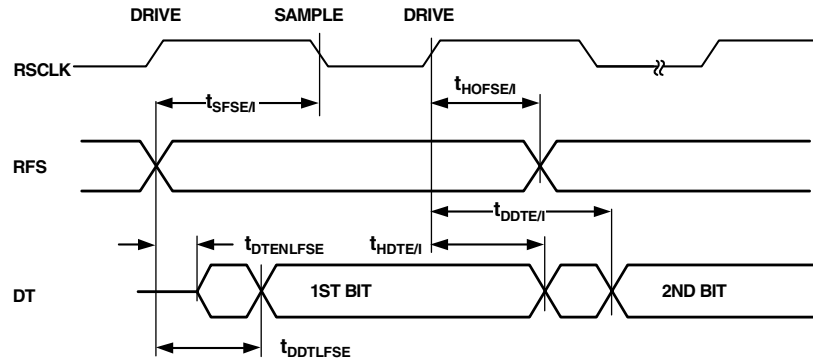 DRIVE SAMPLE DRIVE
RSCLK
tSFSE/I tHOFSE/I
RFS
tDDTE/I
tDTENLFSE tHDTE/I
DT 1ST BIT 2ND BIT
tDDTLFSE